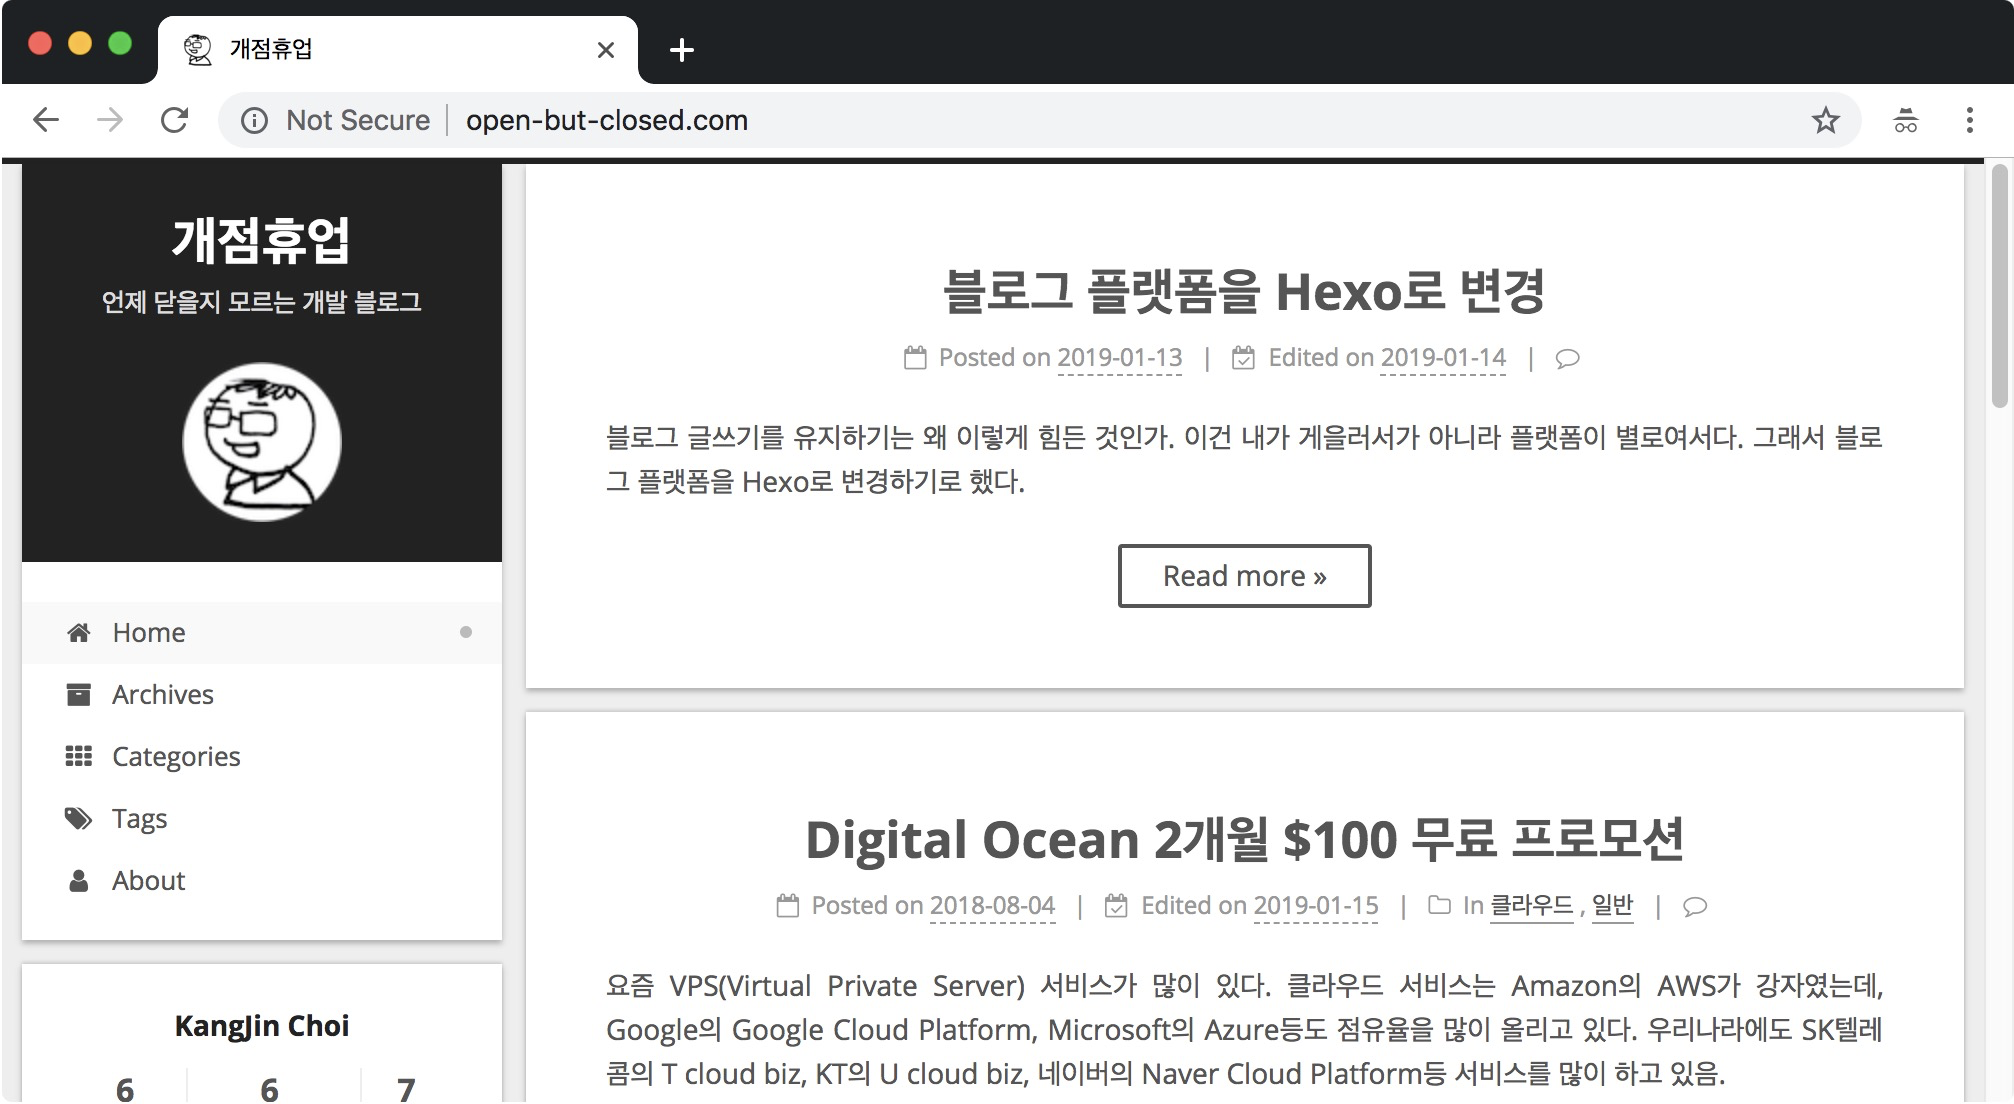 개점휴업
Not Secure
open-but-closed.com
개점휴업
언제 닫을지 모르는 개발 블로그
Home
Archives
Categories
Tags
About
KangJin Choi
6
6
7
블로그 플랫폼을 Hexo로 변경
Posted on 2019-01-13 | Edited on 2019-01-14 |
블로그 글쓰기를 유지하기는 왜 이렇게 힘든 것인가. 이건 내가 게을러서가 아니라 플랫폼이 별로여서다. 그래서 블로
그 플랫폼을 Hexo로 변경하기로 했다.
Read more »
Digital Ocean 2개월 $100 무료 프로모션
Posted on 2018-08-04 | Edited on 2019-01-15 | In 클라우드 , 일반 |
요즘 VPS(Virtual Private Server) 서비스가 많이 있다. 클라우드 서비스는 Amazon의 AWS가 강자였는데,
Google의 Google Cloud Platform, Microsoft의 Azure등도 점유율을 많이 올리고 있다. 우리나라에도 SK텔레
콤의 T cloud biz, KT의 U cloud biz, 네이버의 Naver Cloud Platform등 서비스를 많이 하고 있음.